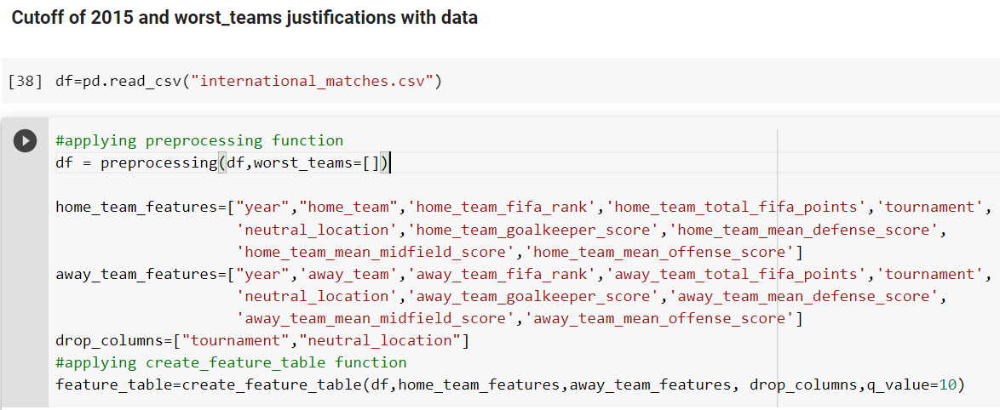 Cutoff of 2015 and worst_teams justifications with data
[38] df=pd.read_csv("international_matches.csv")
#applying preprocessing function
df = preprocessing(df,worst_teams=[])
home_team_features=["year","home_team",'home_team_fifa_rank','home_team_total_fifa_points','tournament',
'neutral_location','home_team_goalkeeper_score','home_team_mean_defense_score',
'home_team_mean_midfield_score','home_team_mean_offense_score']
away_team_features=["year",'away_team','away_team_fifa_rank','away_team_total_fifa_points','tournament',
'neutral_location','away_team_goalkeeper_score','away_team_mean_defense_score',
'away_team_mean_midfield_score','away_team_mean_offense_score']
drop_columns=["tournament","neutral_location"]
#applying create_feature_table function
feature_table=create_feature_table(df,home_team_features,away_team_features, drop_columns,q_value=10)